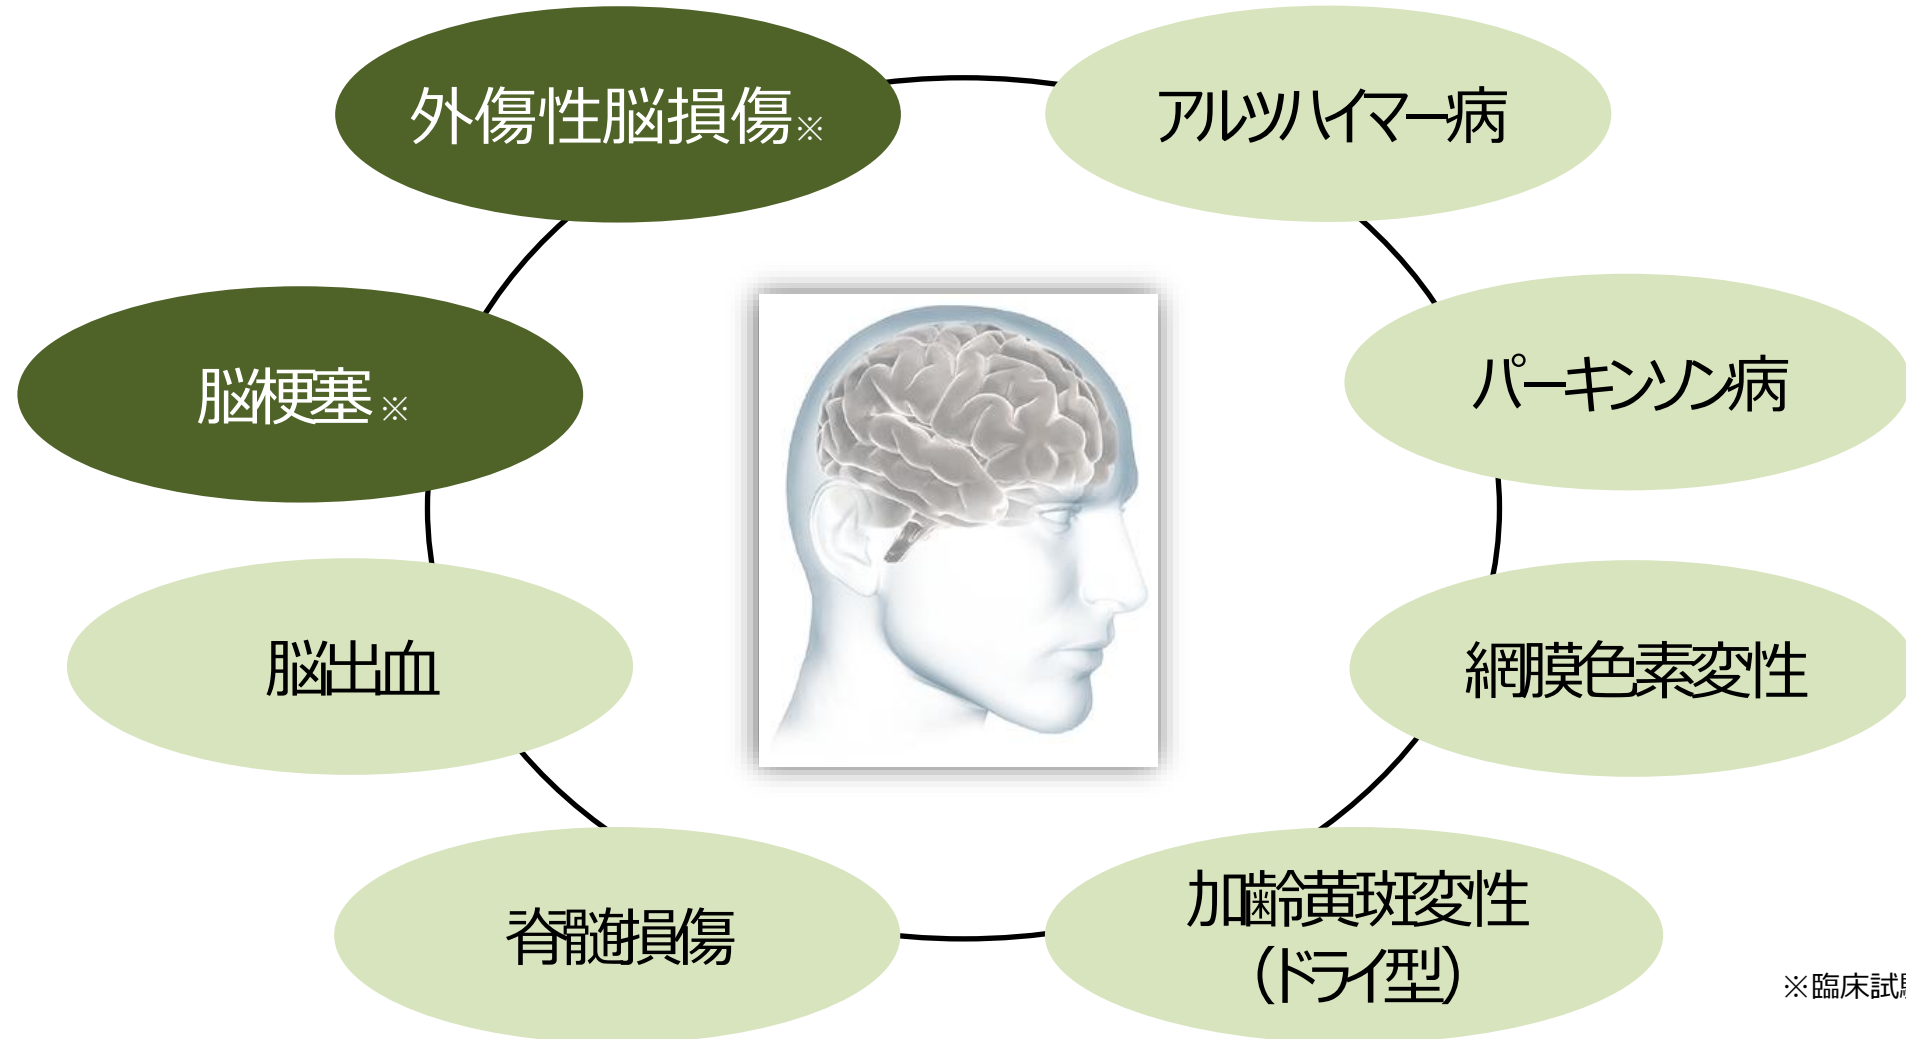 外傷性脳損傷※
アルツハイマー病
脳梗塞※
パーキンソン病
脳出血
網膜色素変性
脊髄損傷
加齢黄斑変性
（ドライ型）
※臨床試